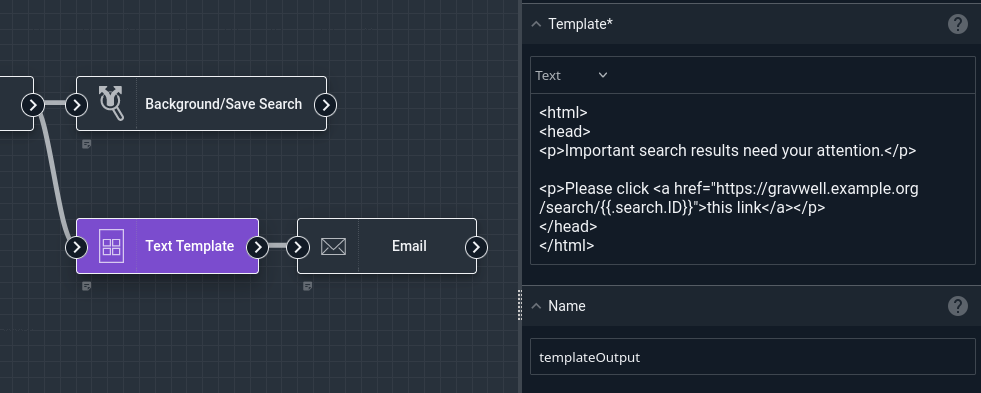 Background/Save Search
Text Template
Email
Template*
?
Text
<html>
<head>
<p>Important search results need your attention.</p>
<p>Please click <a href="https://gravwell.example.org
/search/{{.search.ID}}">this link</a></p>
</head>
</html>
Name
?
templateOutput